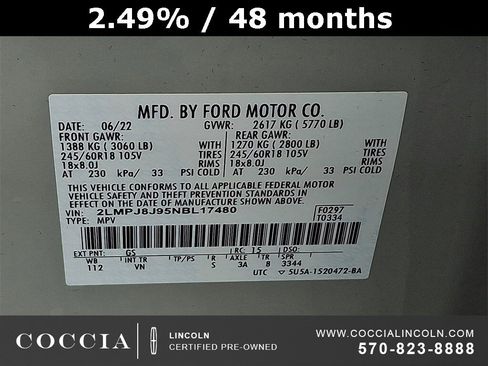 2.49% / 48 months
MFD. BY FORD MOTOR CO.
DATE: 06/22 GVWR: 2617 KG ( 5770 LB)
FRONT GAWR: REAR GAWR:
1388 KG ( 3060 LB) WITH 1270 KG ( 2800 LB) WITH
245/60R18 105V TIRES 245/60R18 105V TIRES
18x8.0J RIMS 18x8.0J RIMS
AT 230 kPa/ 33 PSI COLD AT 230 kPa/ 33 PSI COLD
THIS VEHICLE CONFORMS TO ALL APPLICABLE FEDERAL MOTOR
VEHICLE SAFETY AND THEFT PREVENTION STANDARDS IN
EFFECT ON THE DATE OF MANUFACTURE SHOWN ABOVE.
VIN: 2LMPJ8J95NBL17480 F0297
TYPE: MPV T0334
EXT PNT: GS RC: 15 DSO:
WB INT TR TP/PS R AXLE TR SPR
112 VN S 3A 8 3344
UTC 5U5A-1520472-BA
COCCIA LINCOLN CERTIFIED PRE-OWNED
WWW.COCCIALINCOLN.COM
570-823-8888